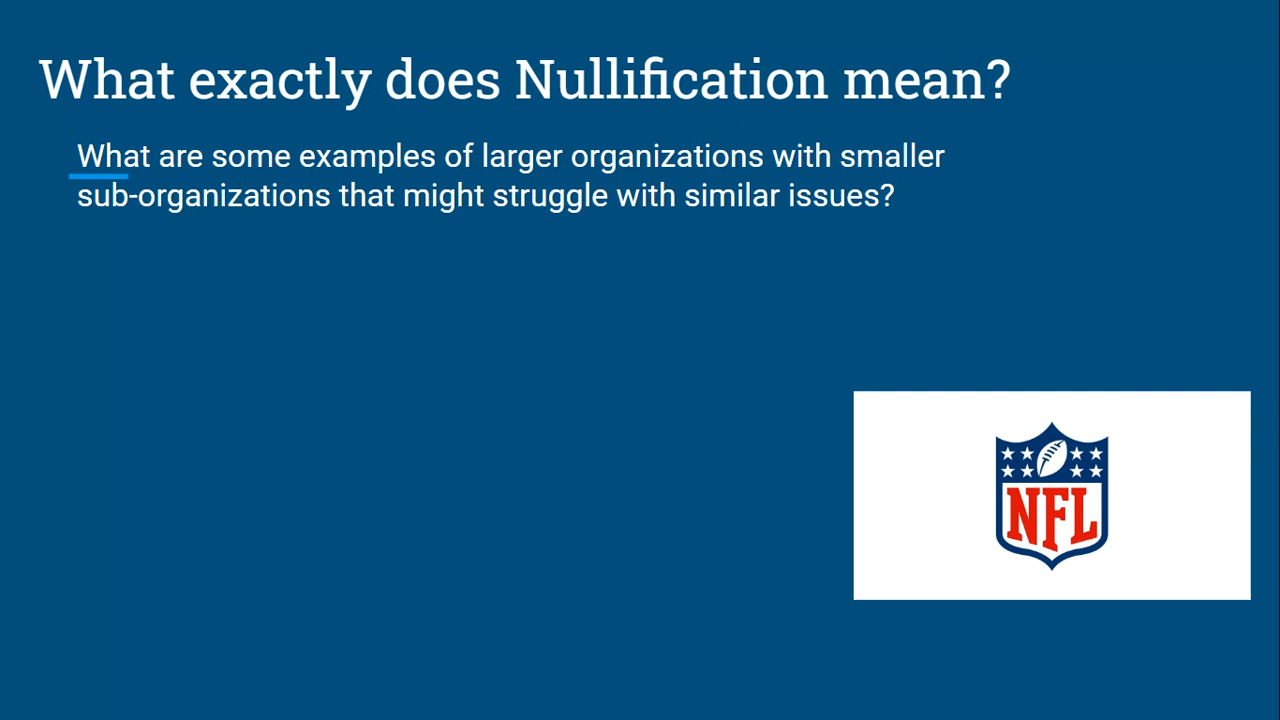 What exactly does Nullification mean?
What are some examples of larger organizations with smaller
sub-organizations that might struggle with similar issues?
NFL